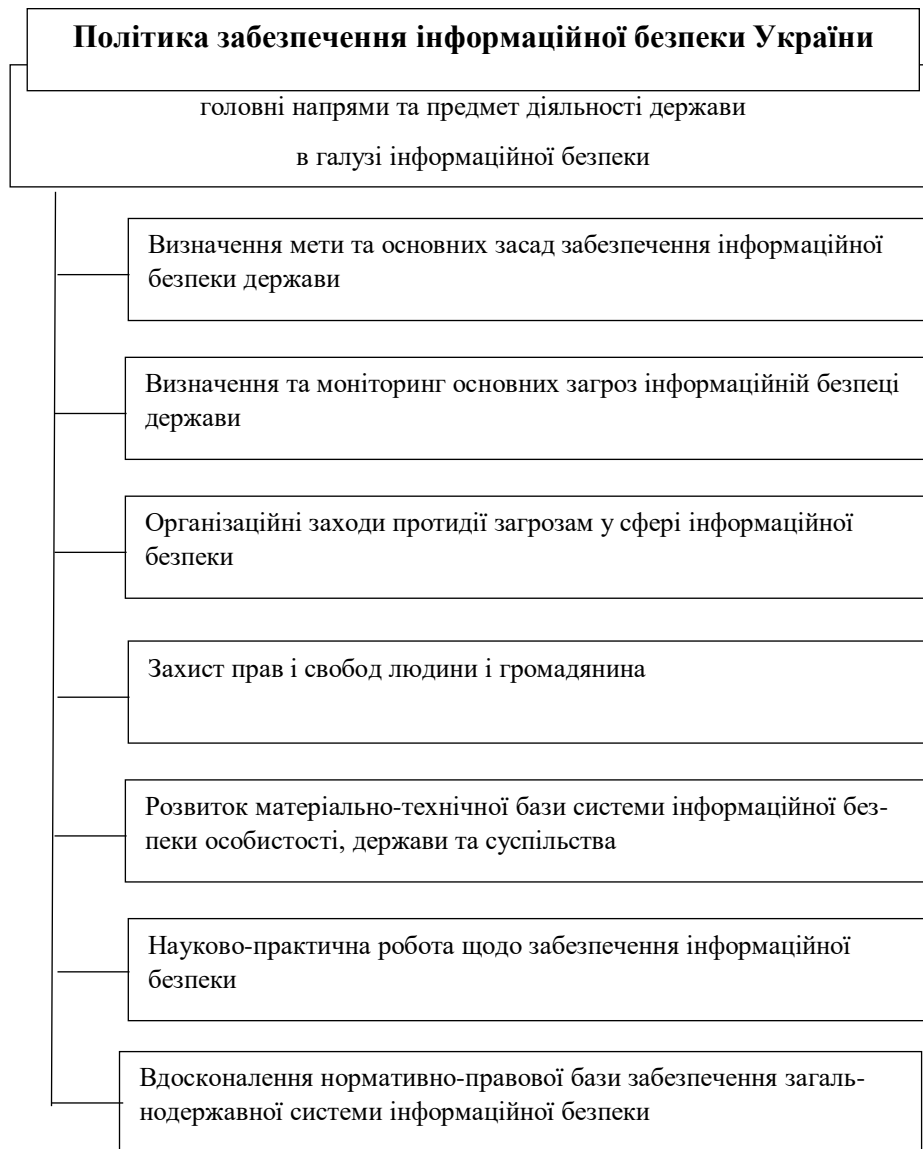 Політика забезпечення інформаційної безпеки України
головні напрями та предмет діяльності держави
в галузі інформаційної безпеки
Визначення мети та основних засад забезпечення інформаційної
безпеки держави
Визначення та моніторинг основних загроз інформаційній безпеці
держави
Організаційні заходи протидії загрозам у сфері інформаційної
безпеки
Захист прав і свобод людини і громадянина
Розвиток матеріально-технічної бази системи інформаційної без-
пеки особистості, держави та суспільства
Науково-практична робота щодо забезпечення інформаційної
безпеки
Вдосконалення нормативно-правової бази забезпечення загаль-
нодержавної системи інформаційної безпеки